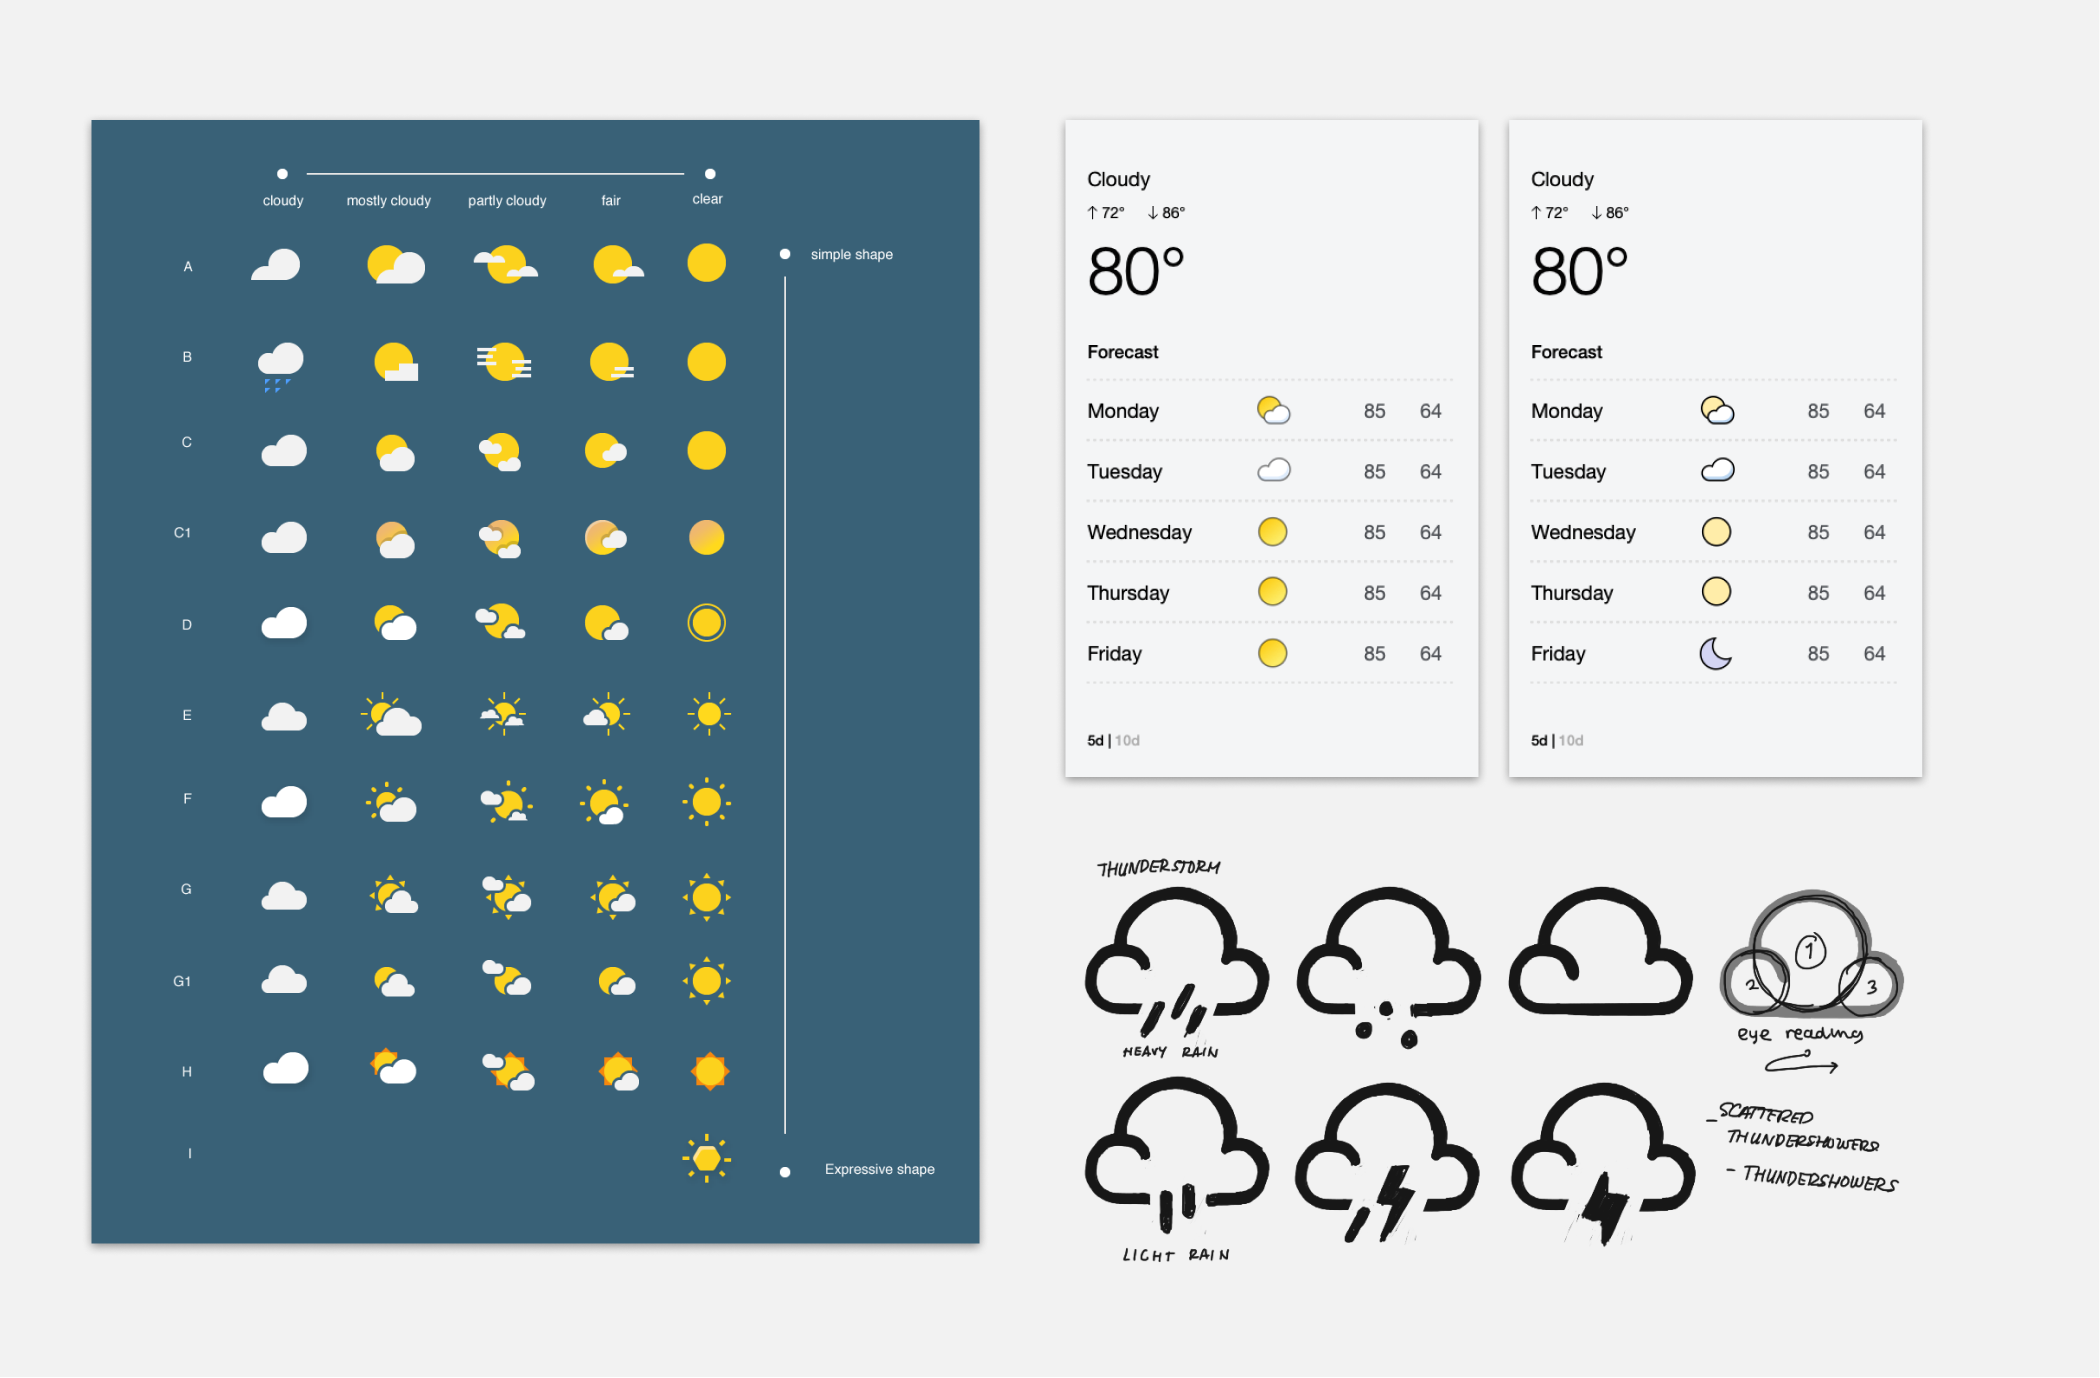 cloudy mostly cloudy partly cloudy fair clear
A
simple shape
B
C
C1
D
E
F
G
G1
H
I
Expressive shape
Cloudy
↑ 72° ↓ 86°
80°
Forecast
Monday 85 64
Tuesday 85 64
Wednesday 85 64
Thursday 85 64
Friday 85 64
5d | 10d
Cloudy
↑ 72° ↓ 86°
80°
Forecast
Monday 85 64
Tuesday 85 64
Wednesday 85 64
Thursday 85 64
Friday 85 64
5d | 10d
THUNDERSTORM
HEAVY RAIN
1
2 3
eye reading
LIGHT RAIN
- SCATTERED
THUNDERSHOWERS
- THUNDERSHOWERS